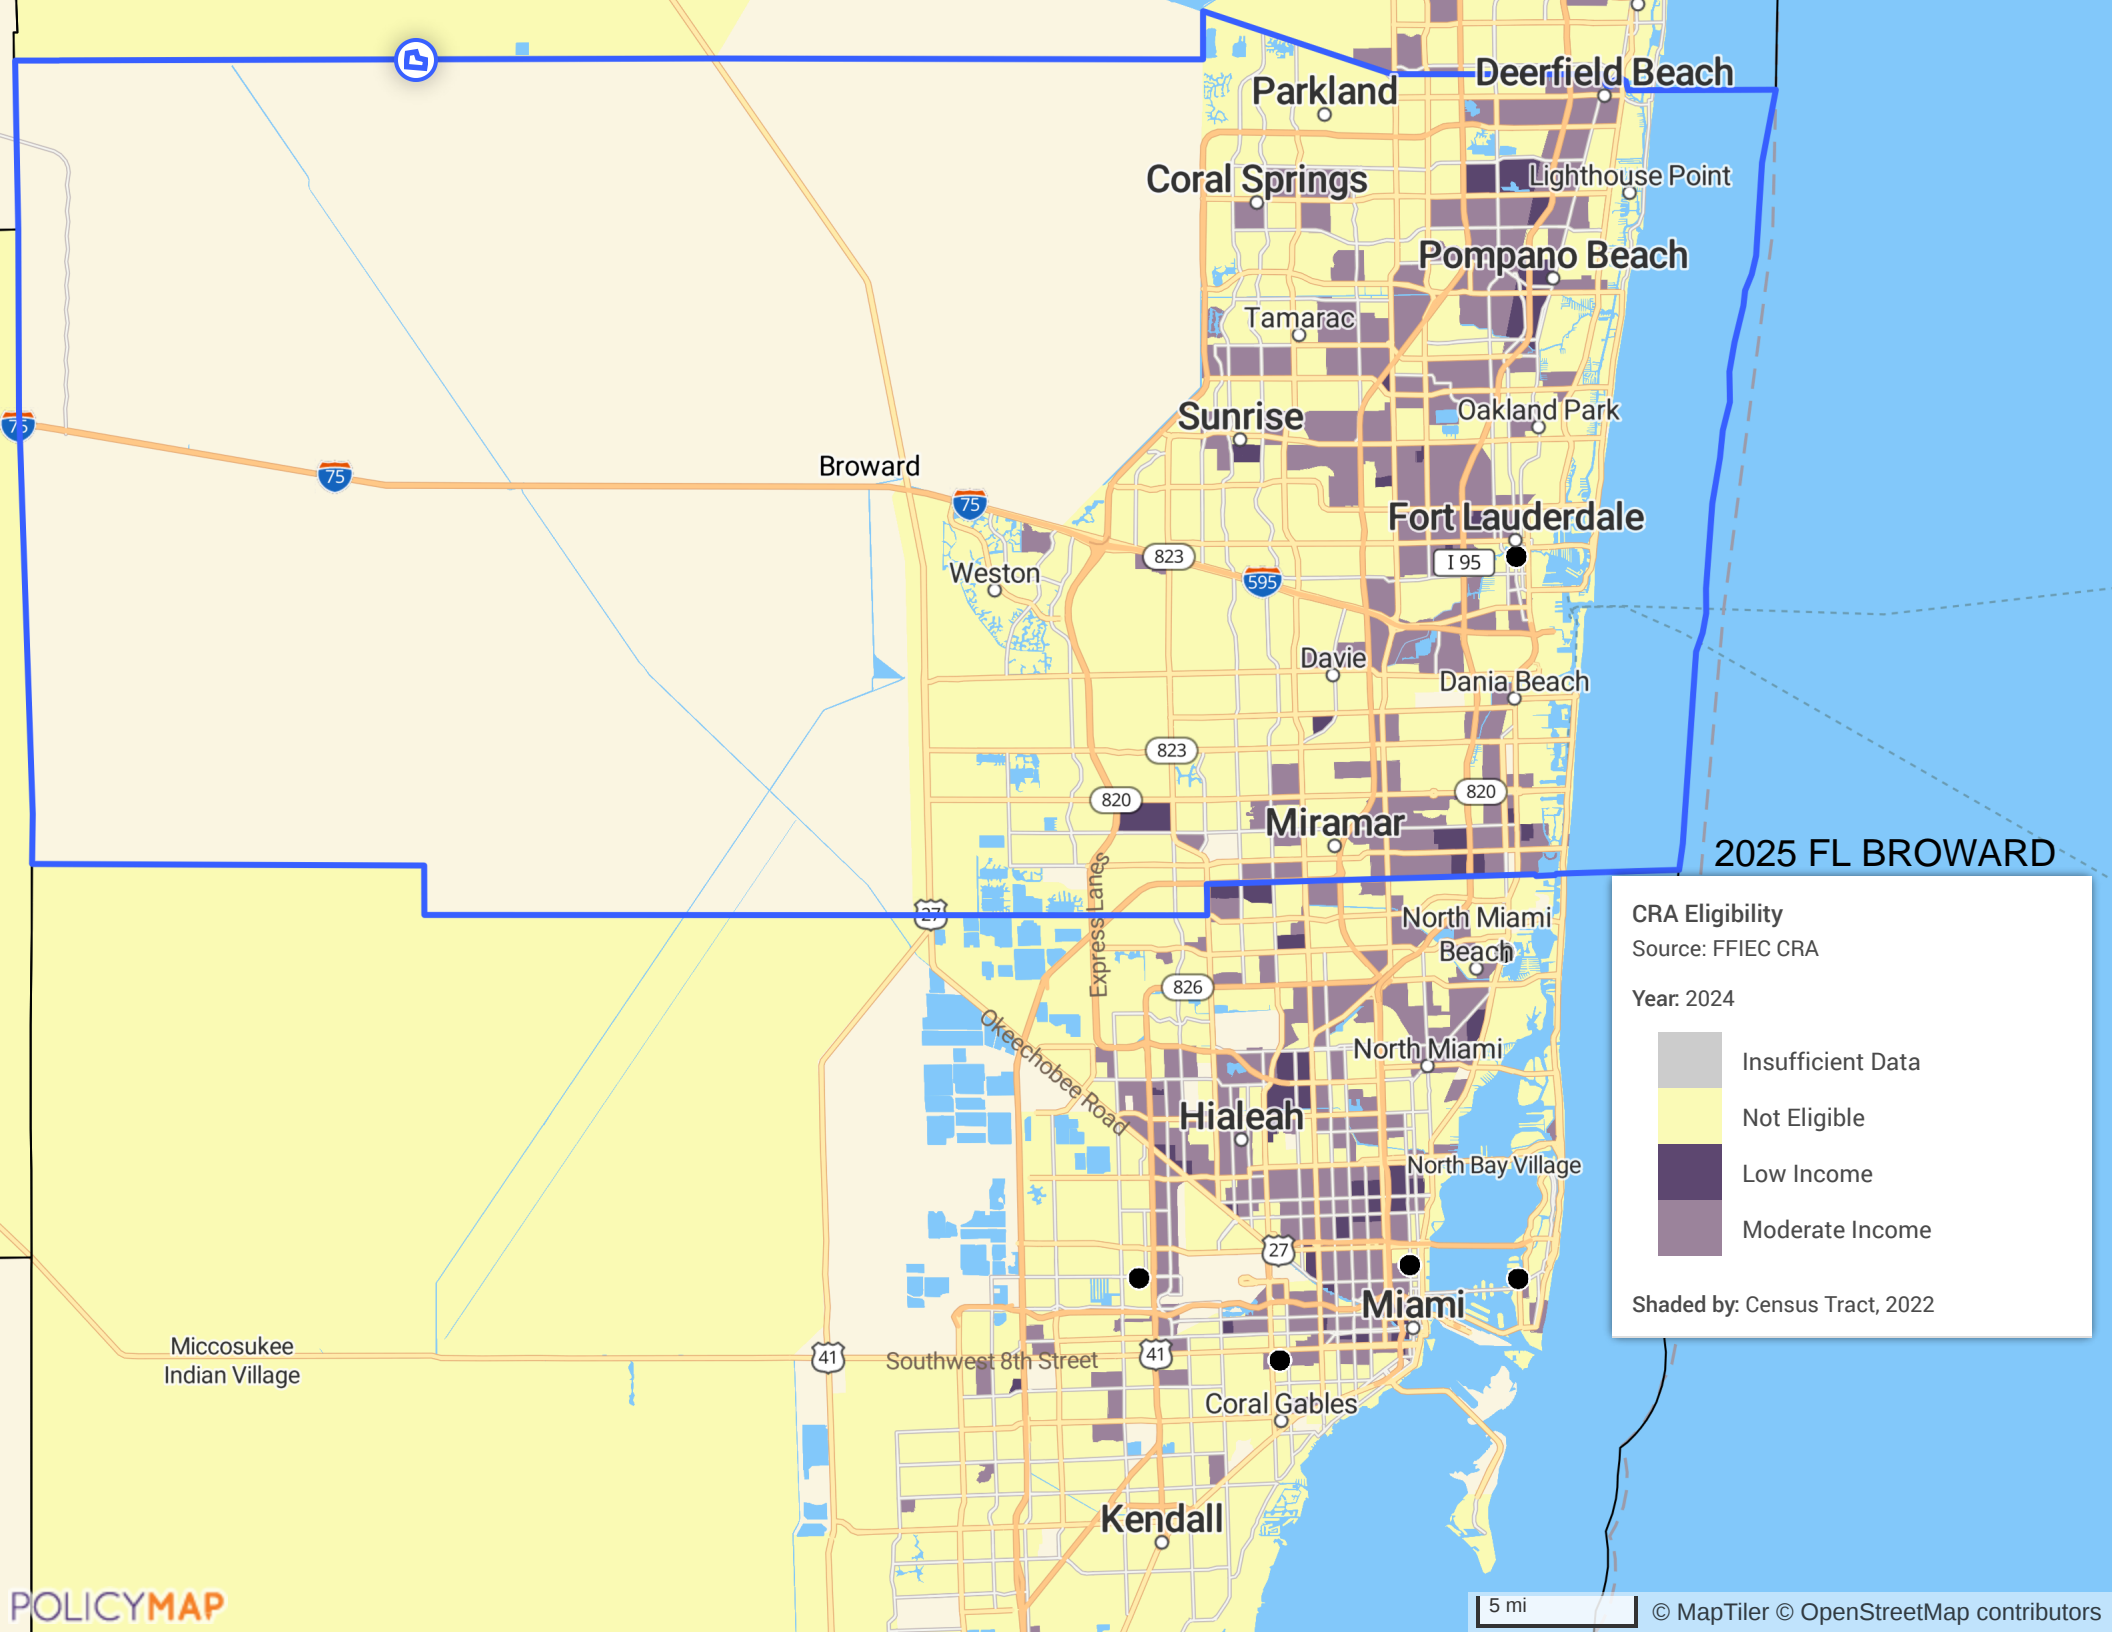 Deerfield Beach
Parkland
Coral Springs
Lighthouse Point
Pompano Beach
Tamarac
Oakland Park
Sunrise
75
75
Broward
75
Fort Lauderdale
823
I 95
Weston
595
Davie
Dania Beach
823
820
820
Miramar
2025 FL BROWARD
Express Lanes
27
North Miami
Beach
826
Okeechobee Road
North Miami
Hialeah
North Bay Village
27
Miami
Miccosukee
Indian Village
41
Southwest 8th Street
41
Coral Gables
Kendall
CRA Eligibility
Source: FFIEC CRA
Year: 2024
Insufficient Data
Not Eligible
Low Income
Moderate Income
Shaded by: Census Tract, 2022
POLICYMAP
5 mi
© MapTiler © OpenStreetMap contributors